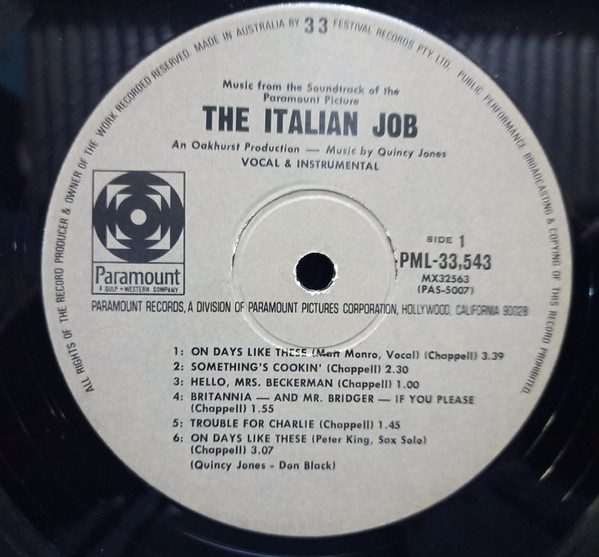 ALL RIGHTS OF THE RECORD PRODUCER & OWNER OF THE WORK RECORDED RESERVED. MADE IN AUSTRALIA BY 33 FESTIVAL RECORDS PTY. LTD. PUBLIC PERFORMANCE BROADCASTING & COPYING OF THIS RECORD PROHIBITED.
Music from the Soundtrack of the
Paramount Picture
THE ITALIAN JOB
An Oakhurst Production — Music by Quincy Jones
VOCAL & INSTRUMENTAL
Paramount
A GULF + WESTERN COMPANY
SIDE 1
PML-33,543
MX32563
(PAS-5007)
PARAMOUNT RECORDS, A DIVISION OF PARAMOUNT PICTURES CORPORATION, HOLLYWOOD, CALIFORNIA 90028
1: ON DAYS LIKE THESE (Matt Monro, Vocal) (Chappell) 3.39
2: SOMETHING'S COOKIN' (Chappell) 2.30
3: HELLO, MRS. BECKERMAN (Chappell) 1.00
4: BRITANNIA — AND MR. BRIDGER — IF YOU PLEASE
(Chappell) 1.55
5: TROUBLE FOR CHARLIE (Chappell) 1.45
6: ON DAYS LIKE THESE (Peter King, Sax Solo)
(Chappell) 3.07
(Quincy Jones - Don Black)